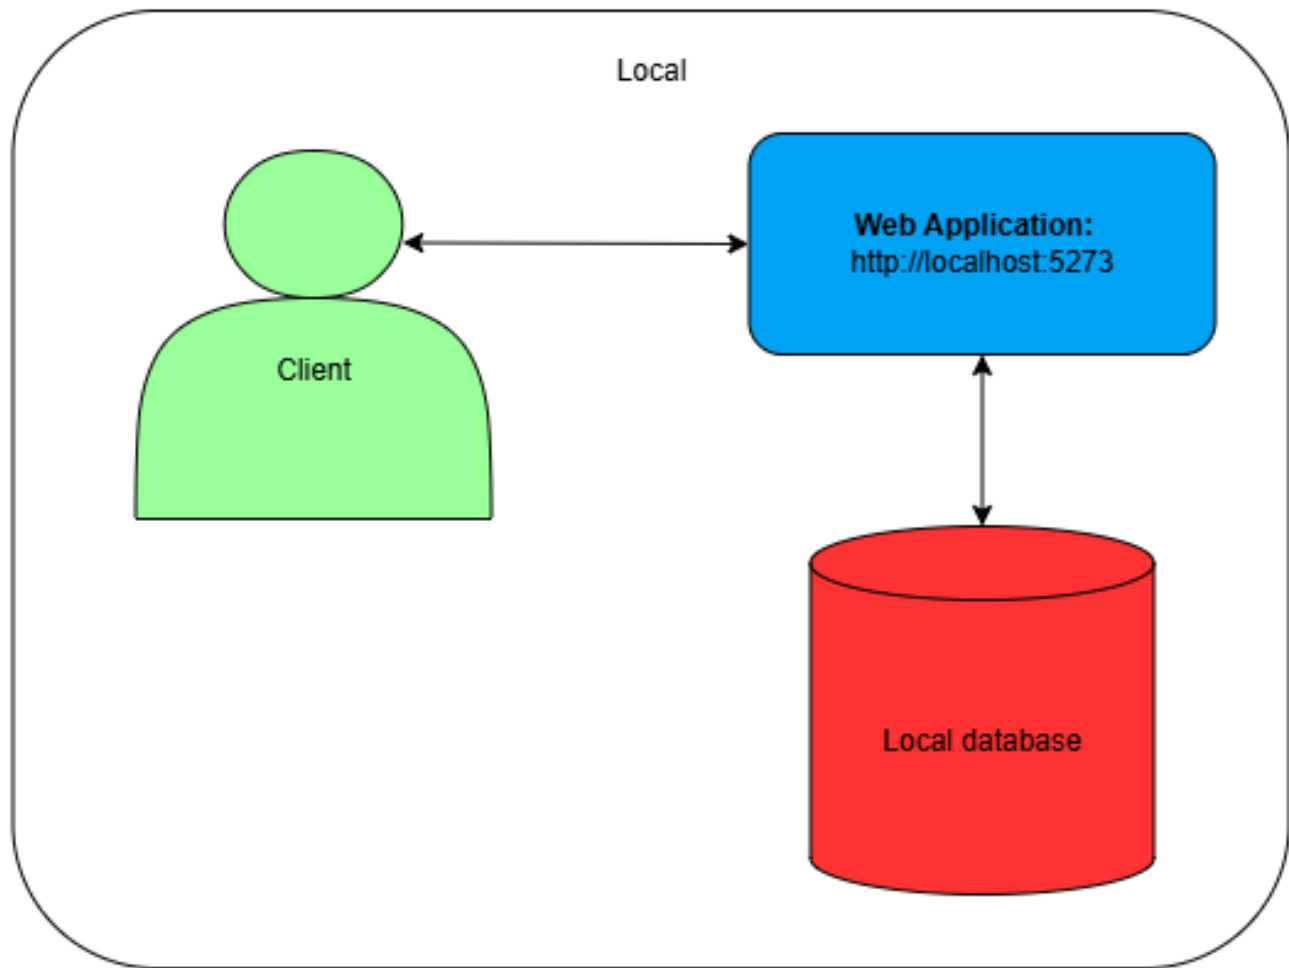 Local
Web Application:
http://localhost:5273
Client
Local database